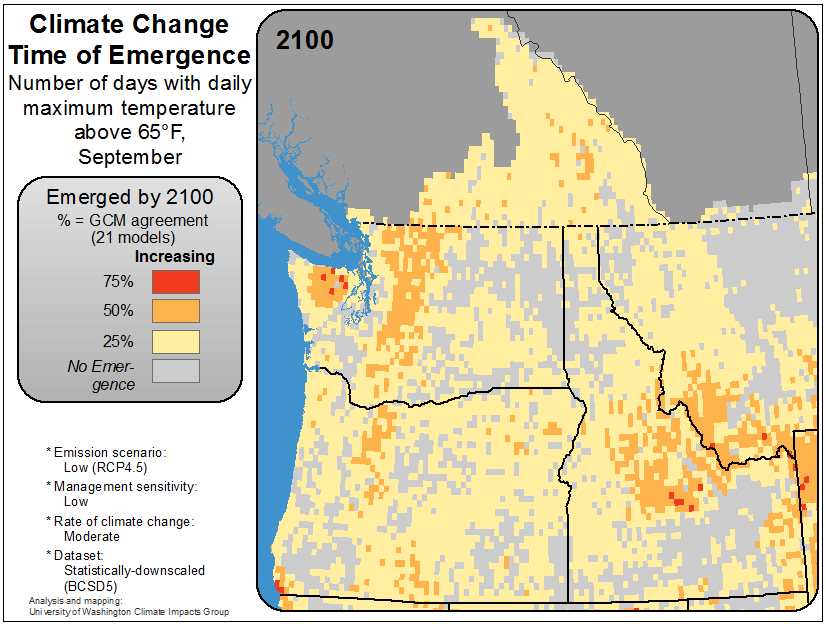 Climate Change
Time of Emergence
Number of days with daily
maximum temperature
above 65°F,
September
2100
Emerged by 2100
% = GCM agreement
(21 models)
Increasing
75%
50%
25%
No Emer-
gence
* Emission scenario:
Low (RCP4.5)
* Management sensitivity:
Low
* Rate of climate change:
Moderate
* Dataset:
Statistically-downscaled
(BCSD5)
Analysis and mapping:
University of Washington Climate Impacts Group